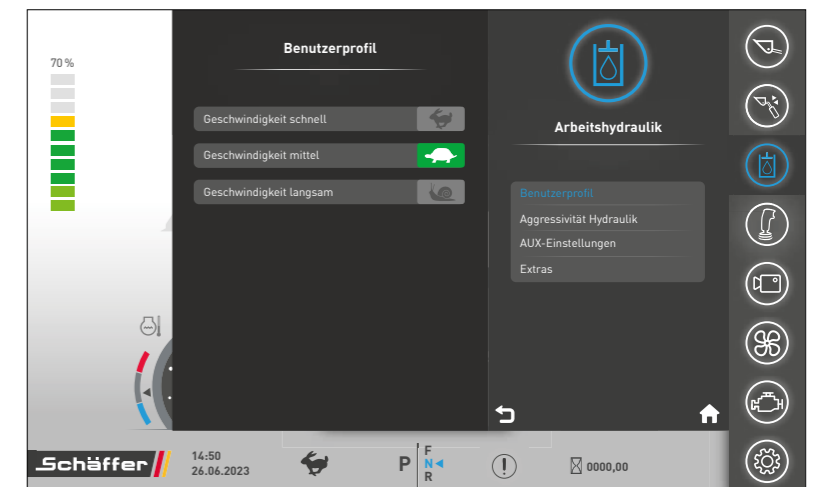 70 %
Benutzerprofil
Geschwindigkeit schnell
Geschwindigkeit mittel
Geschwindigkeit langsam
Arbeitshydraulik
Benutzerprofil
Aggressivität Hydraulik
AUX-Einstellungen
Extras
Schäffer
14:50
26.06.2023
P
F
N
R
0000,00